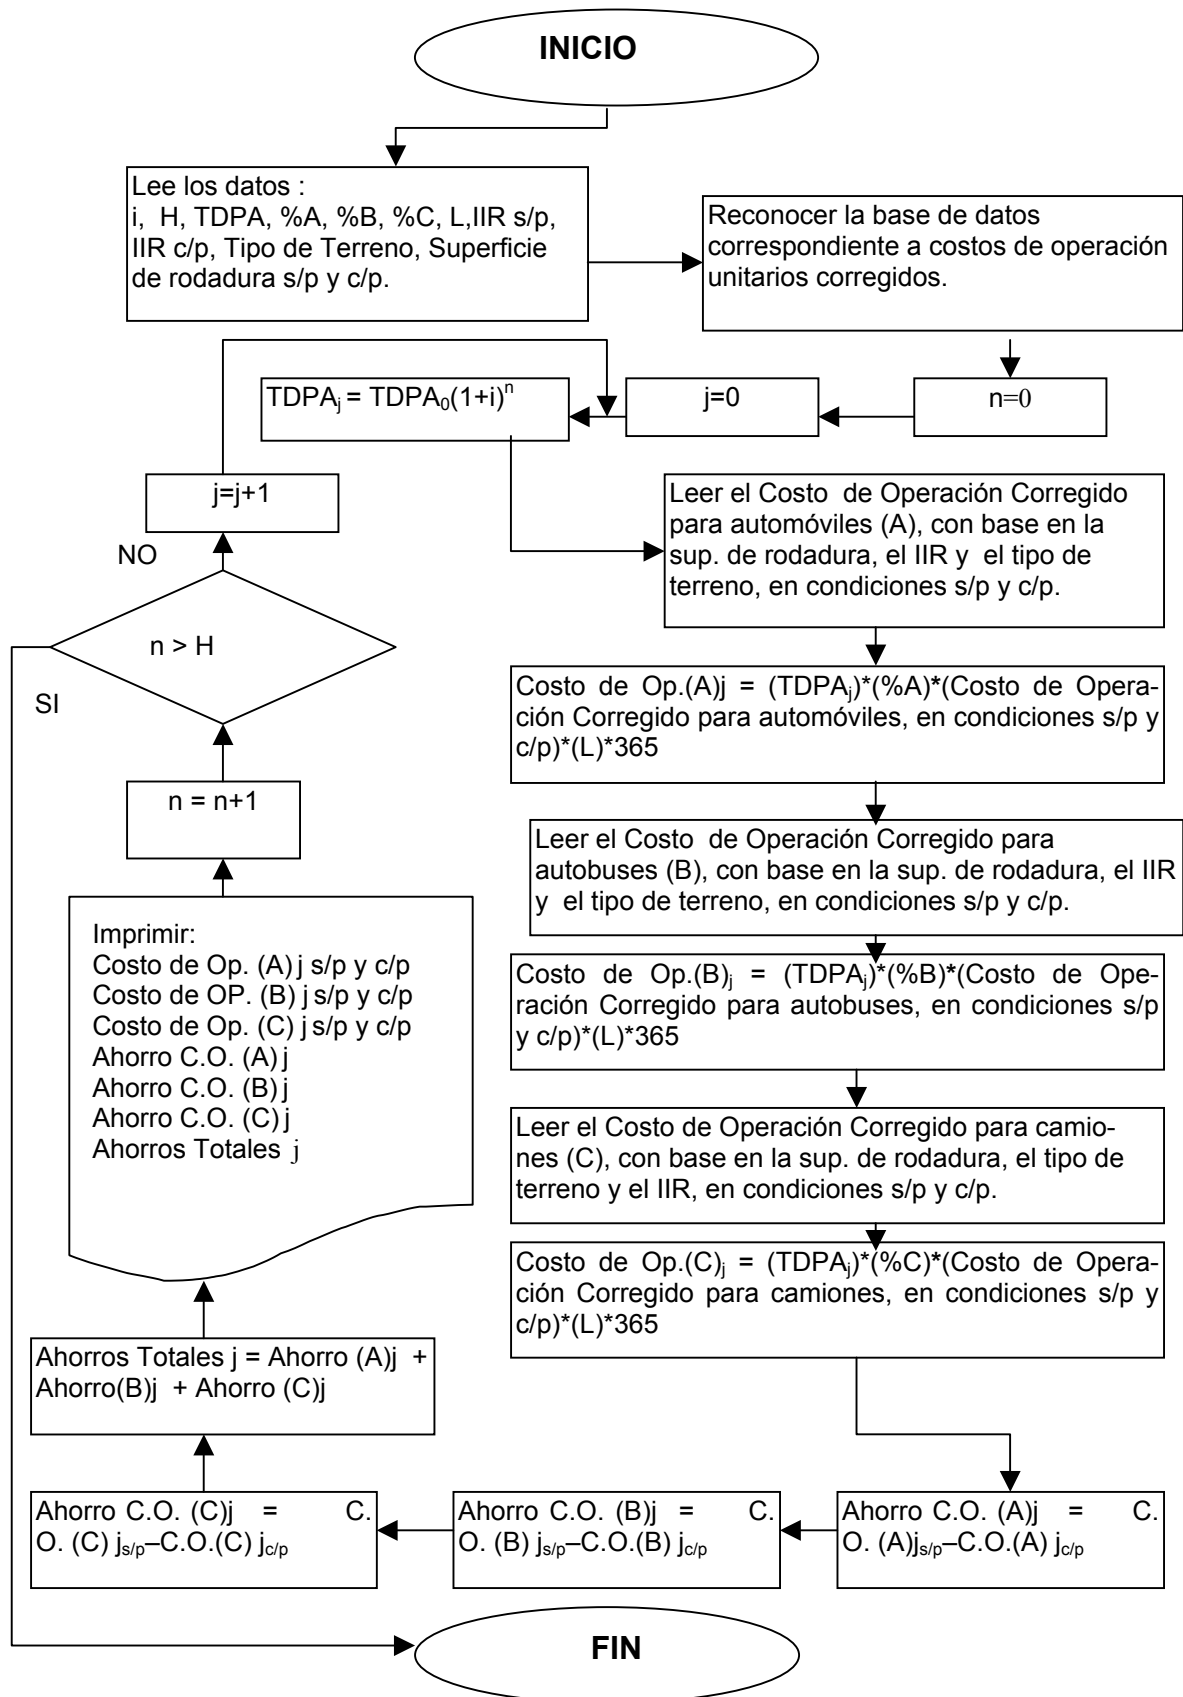 INICIO
Lee los datos :
i, H, TDPA, %A, %B, %C, L,IIR s/p,
IIR c/p, Tipo de Terreno, Superficie
de rodadura s/p y c/p.
Reconocer la base de datos
correspondiente a costos de operación
unitarios corregidos.
n=0
j=0
TDPAj = TDPA0(1+i)n
j=j+1
NO
n > H
SI
n = n+1
Leer el Costo de Operación Corregido
para automóviles (A), con base en la
sup. de rodadura, el IIR y el tipo de
terreno, en condiciones s/p y c/p.
Costo de Op.(A)j = (TDPAj)*(%A)*(Costo de Opera-
ción Corregido para automóviles, en condiciones s/p y
c/p)*(L)*365
Leer el Costo de Operación Corregido para
autobuses (B), con base en la sup. de rodadura, el IIR
y el tipo de terreno, en condiciones s/p y c/p.
Costo de Op.(B)j = (TDPAj)*(%B)*(Costo de Ope-
ración Corregido para autobuses, en condiciones s/p
y c/p)*(L)*365
Leer el Costo de Operación Corregido para camio-
nes (C), con base en la sup. de rodadura, el tipo de
terreno y el IIR, en condiciones s/p y c/p.
Costo de Op.(C)j = (TDPAj)*(%C)*(Costo de Opera-
ción Corregido para camiones, en condiciones s/p y
c/p)*(L)*365
Imprimir:
Costo de Op. (A) j s/p y c/p
Costo de OP. (B) j s/p y c/p
Costo de Op. (C) j s/p y c/p
Ahorro C.O. (A) j
Ahorro C.O. (B) j
Ahorro C.O. (C) j
Ahorros Totales j
Ahorros Totales j = Ahorro (A)j +
Ahorro(B)j + Ahorro (C)j
Ahorro C.O. (C)j = C.
O. (C) js/p–C.O.(C) jc/p
Ahorro C.O. (B)j = C.
O. (B) js/p–C.O.(B) jc/p
Ahorro C.O. (A)j = C.
O. (A)js/p–C.O.(A) jc/p
FIN